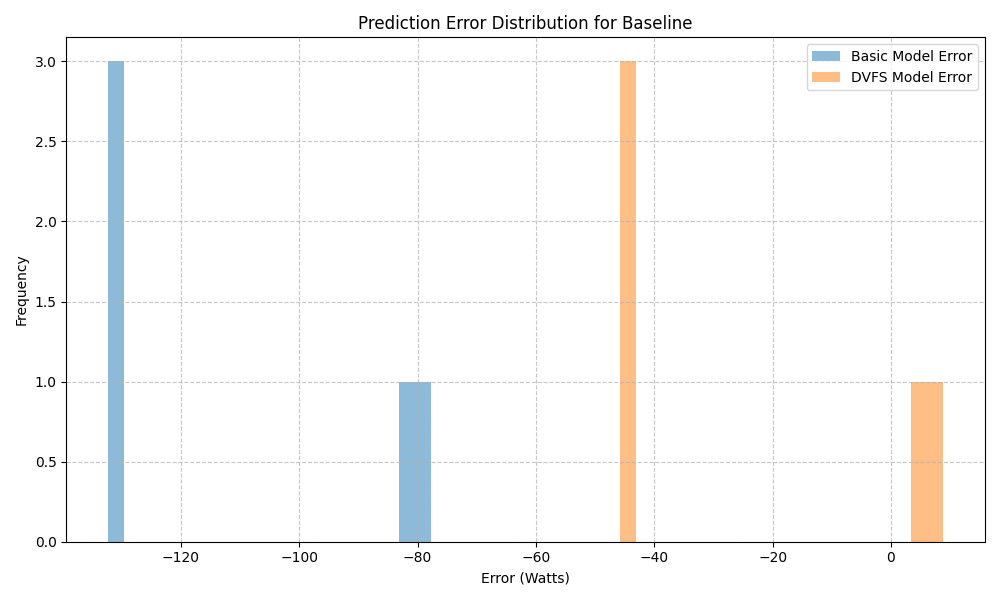 Prediction Error Distribution for Baseline
Basic Model Error
DVFS Model Error
Frequency
3.0
2.5
2.0
1.5
1.0
0.5
0.0
−120
−100
−80
−60
−40
−20
0
Error (Watts)